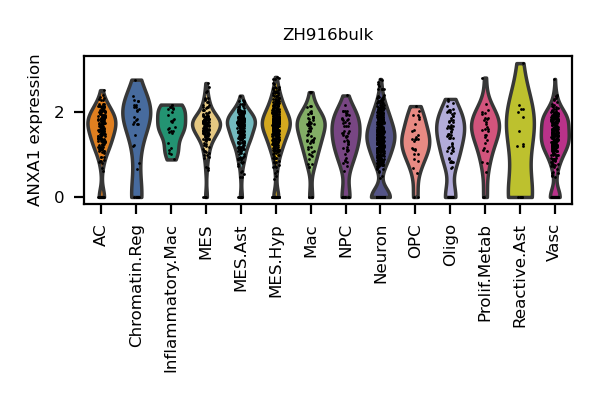 ZH916bulk
ANXA1 expression
2
0
AC
Chromatin.Reg
Inflammatory.Mac
MES
MES.Ast
MES.Hyp
Mac
NPC
Neuron
OPC
Oligo
Prolif.Metab
Reactive.Ast
Vasc